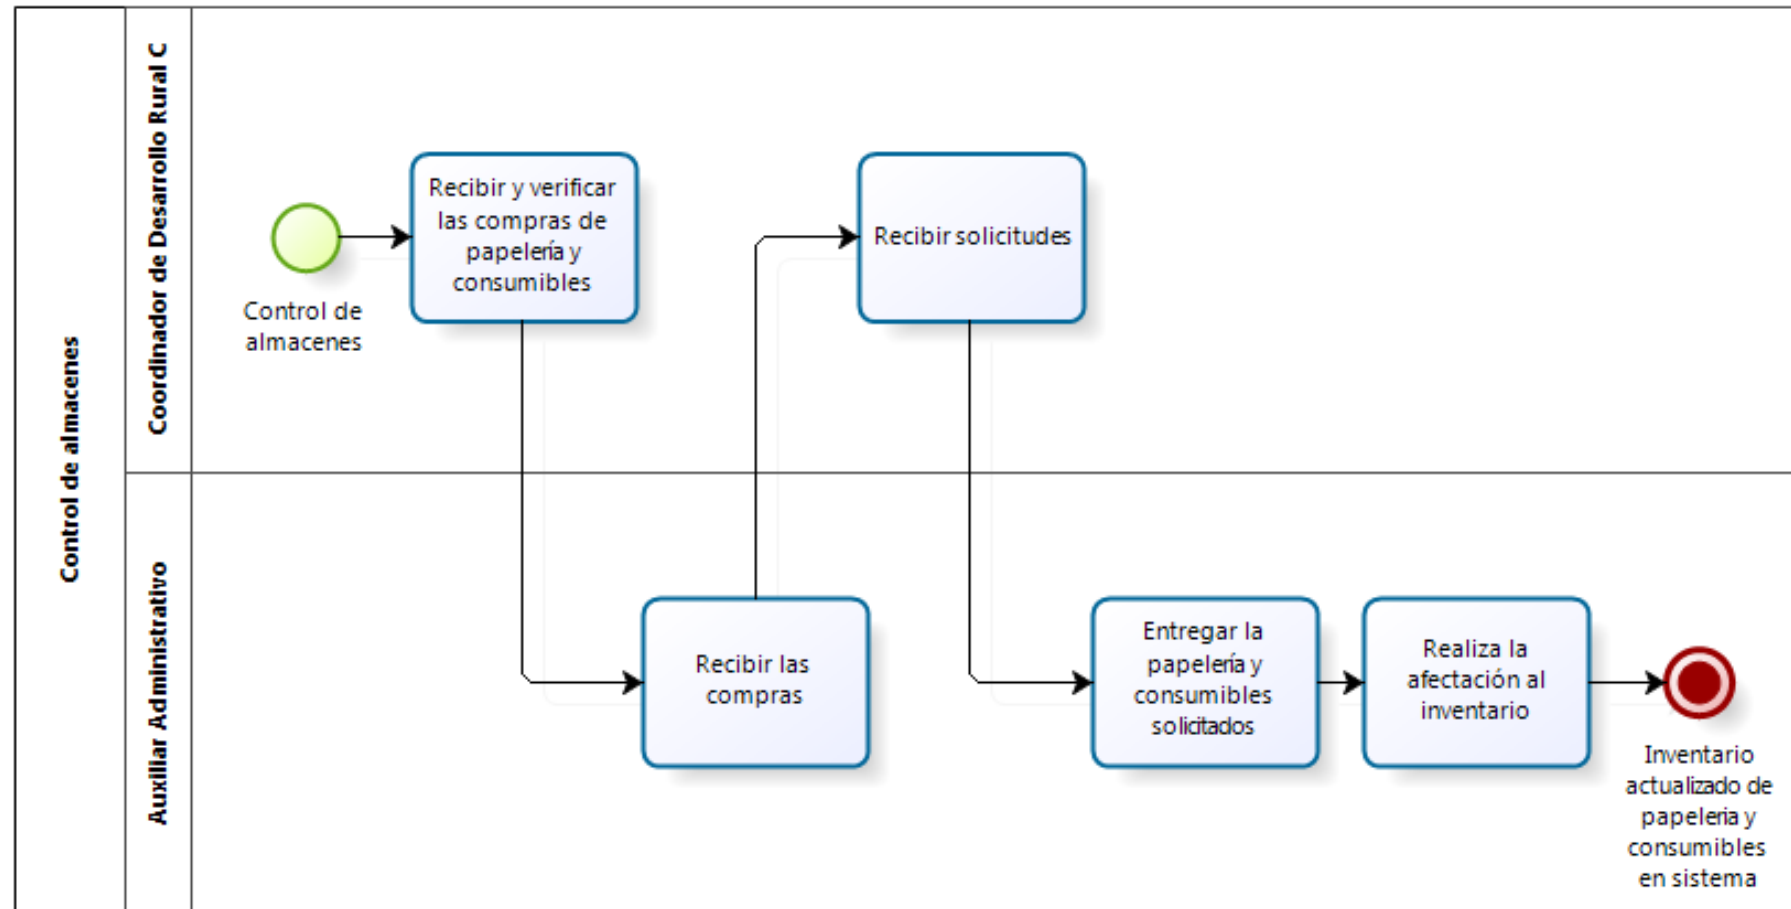 Control de almacenes
Coordinador de Desarrollo Rural C
Control de
almacenes
Recibir y verificar
las compras de
papelería y
consumibles
Recibir solicitudes
Auxiliar Administrativo
Recibir las
compras
Entregar la
papelería y
consumibles
solicitados
Realiza la
afectación al
inventario
Inventario
actualizado de
papeleria y
consumibles
en sistema